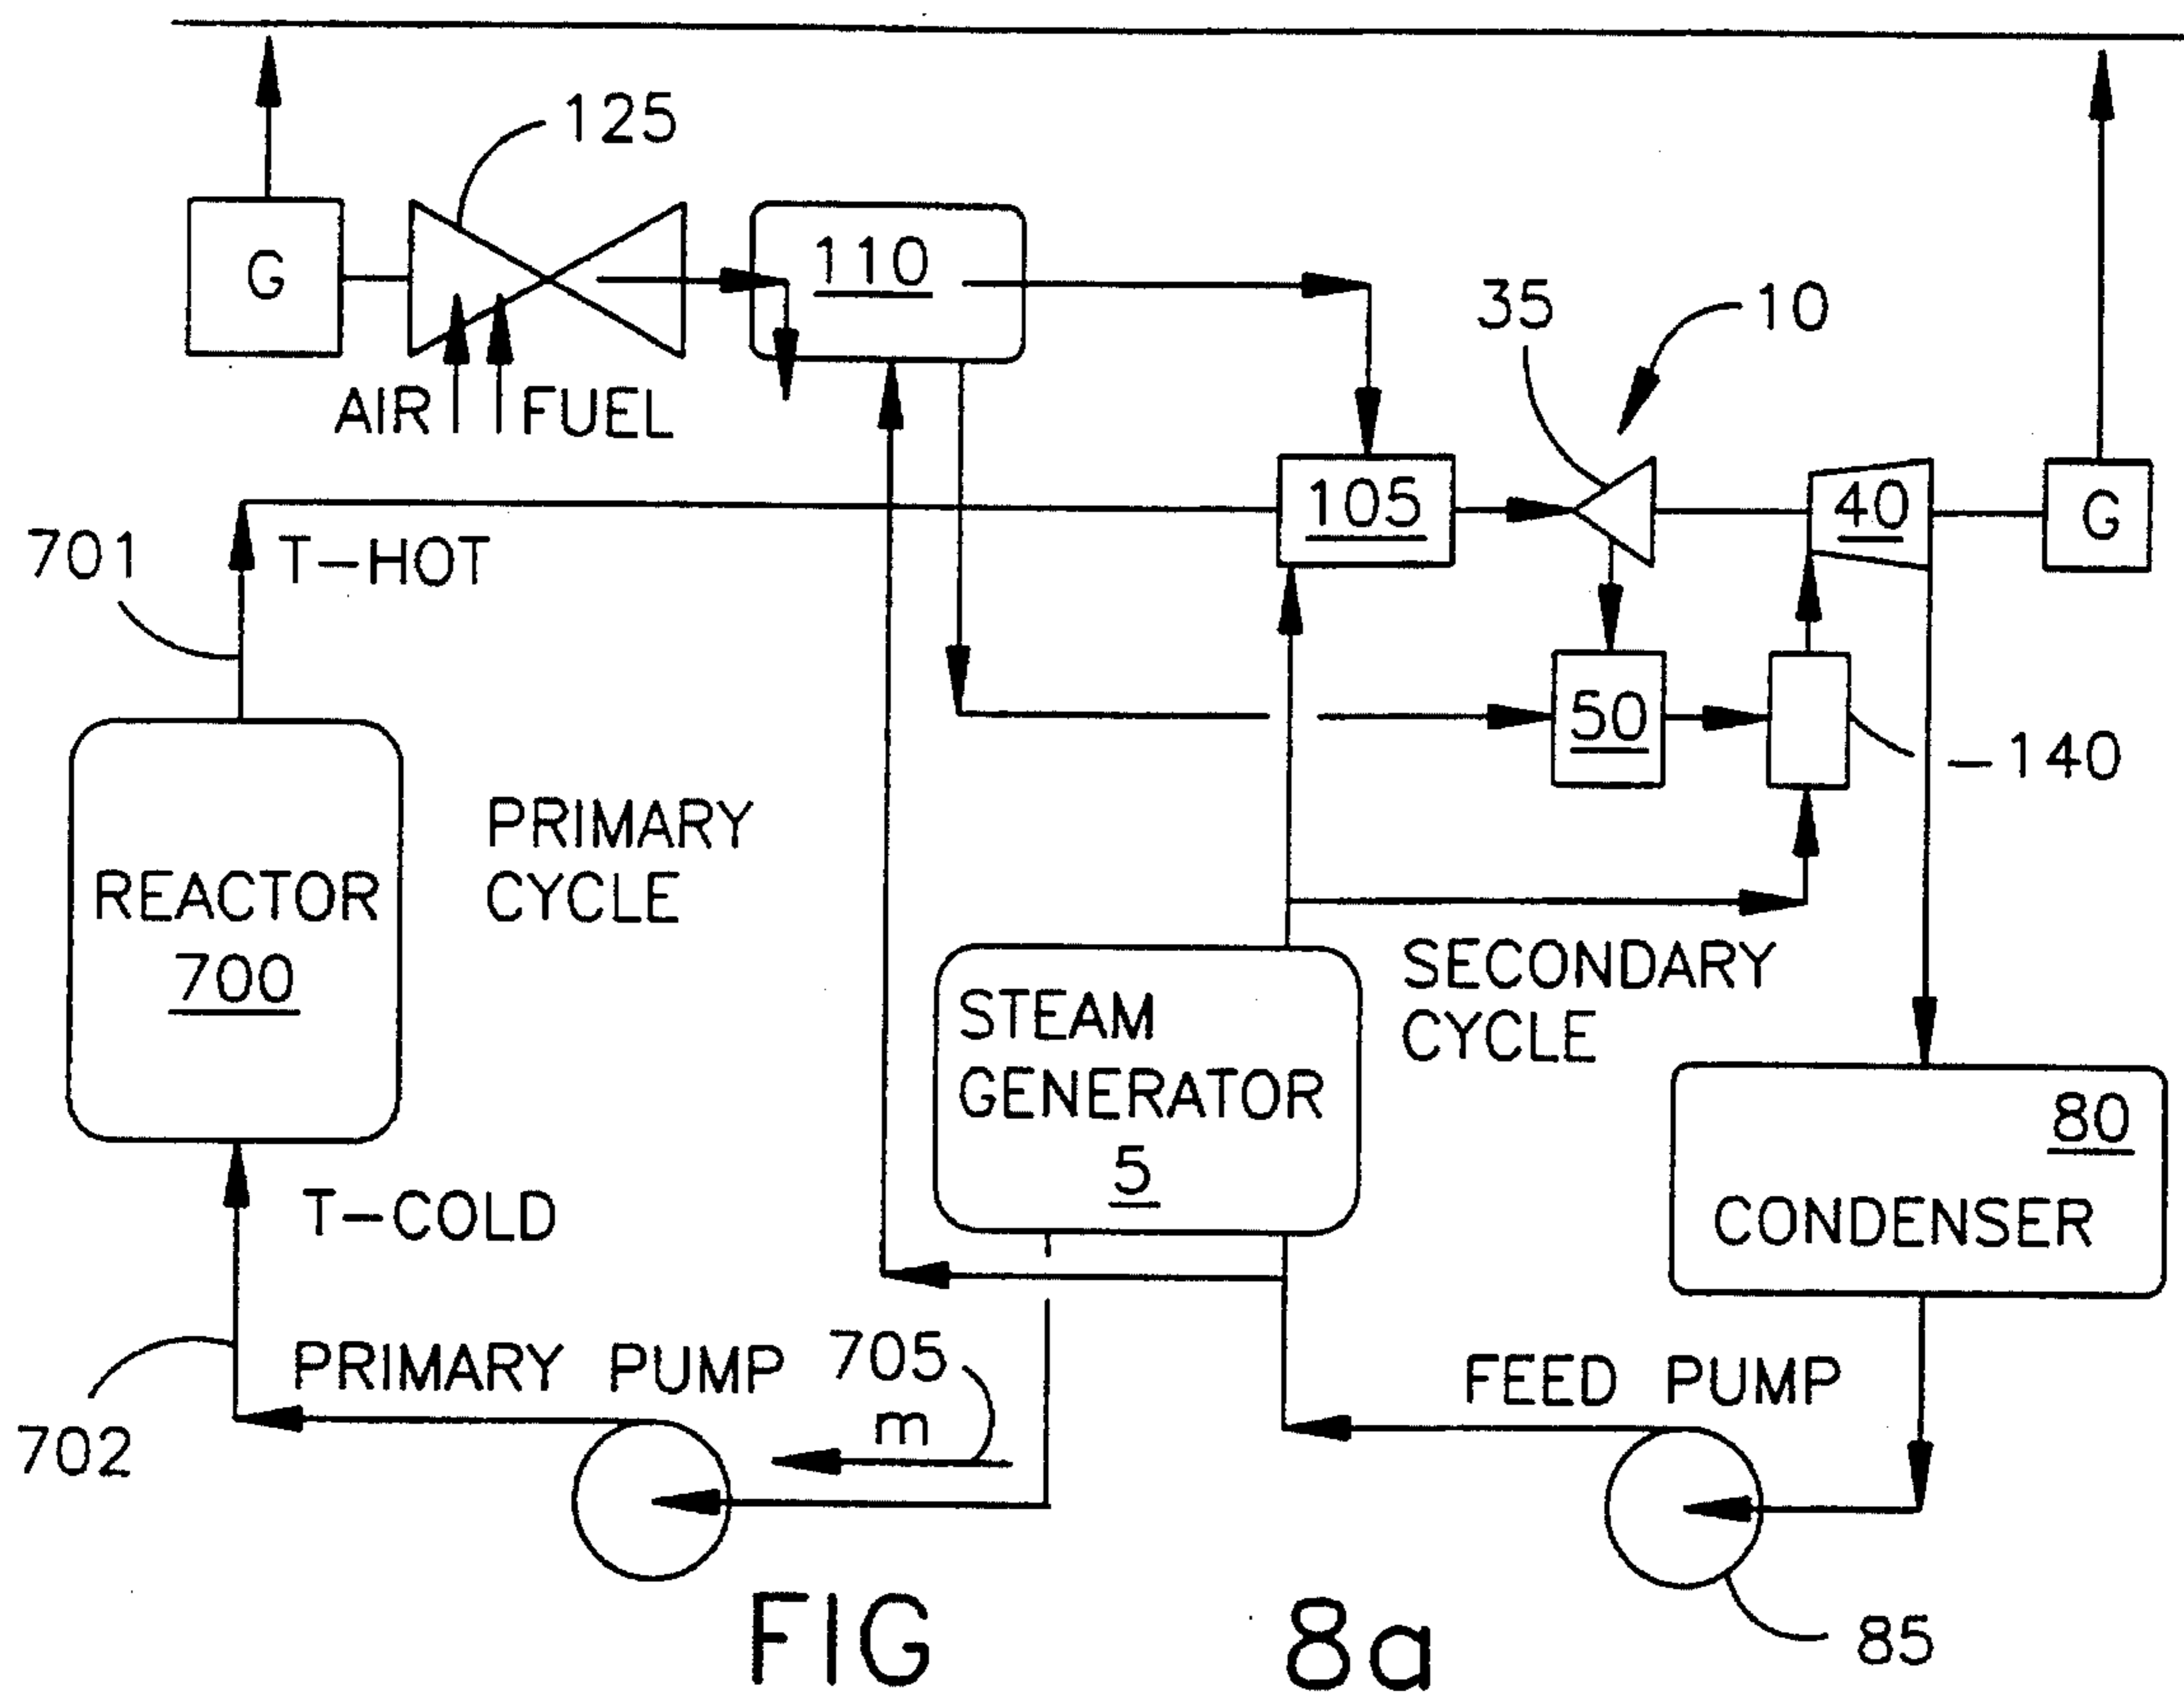 125
G
110
35
10
AIR
FUEL
105
40
G
701
T-HOT
50
-140
PRIMARY
CYCLE
REACTOR
700
SECONDARY
CYCLE
STEAM
GENERATOR
5
80
CONDENSER
T-COLD
PRIMARY PUMP
705
m
FEED PUMP
702
85
FIG 8a